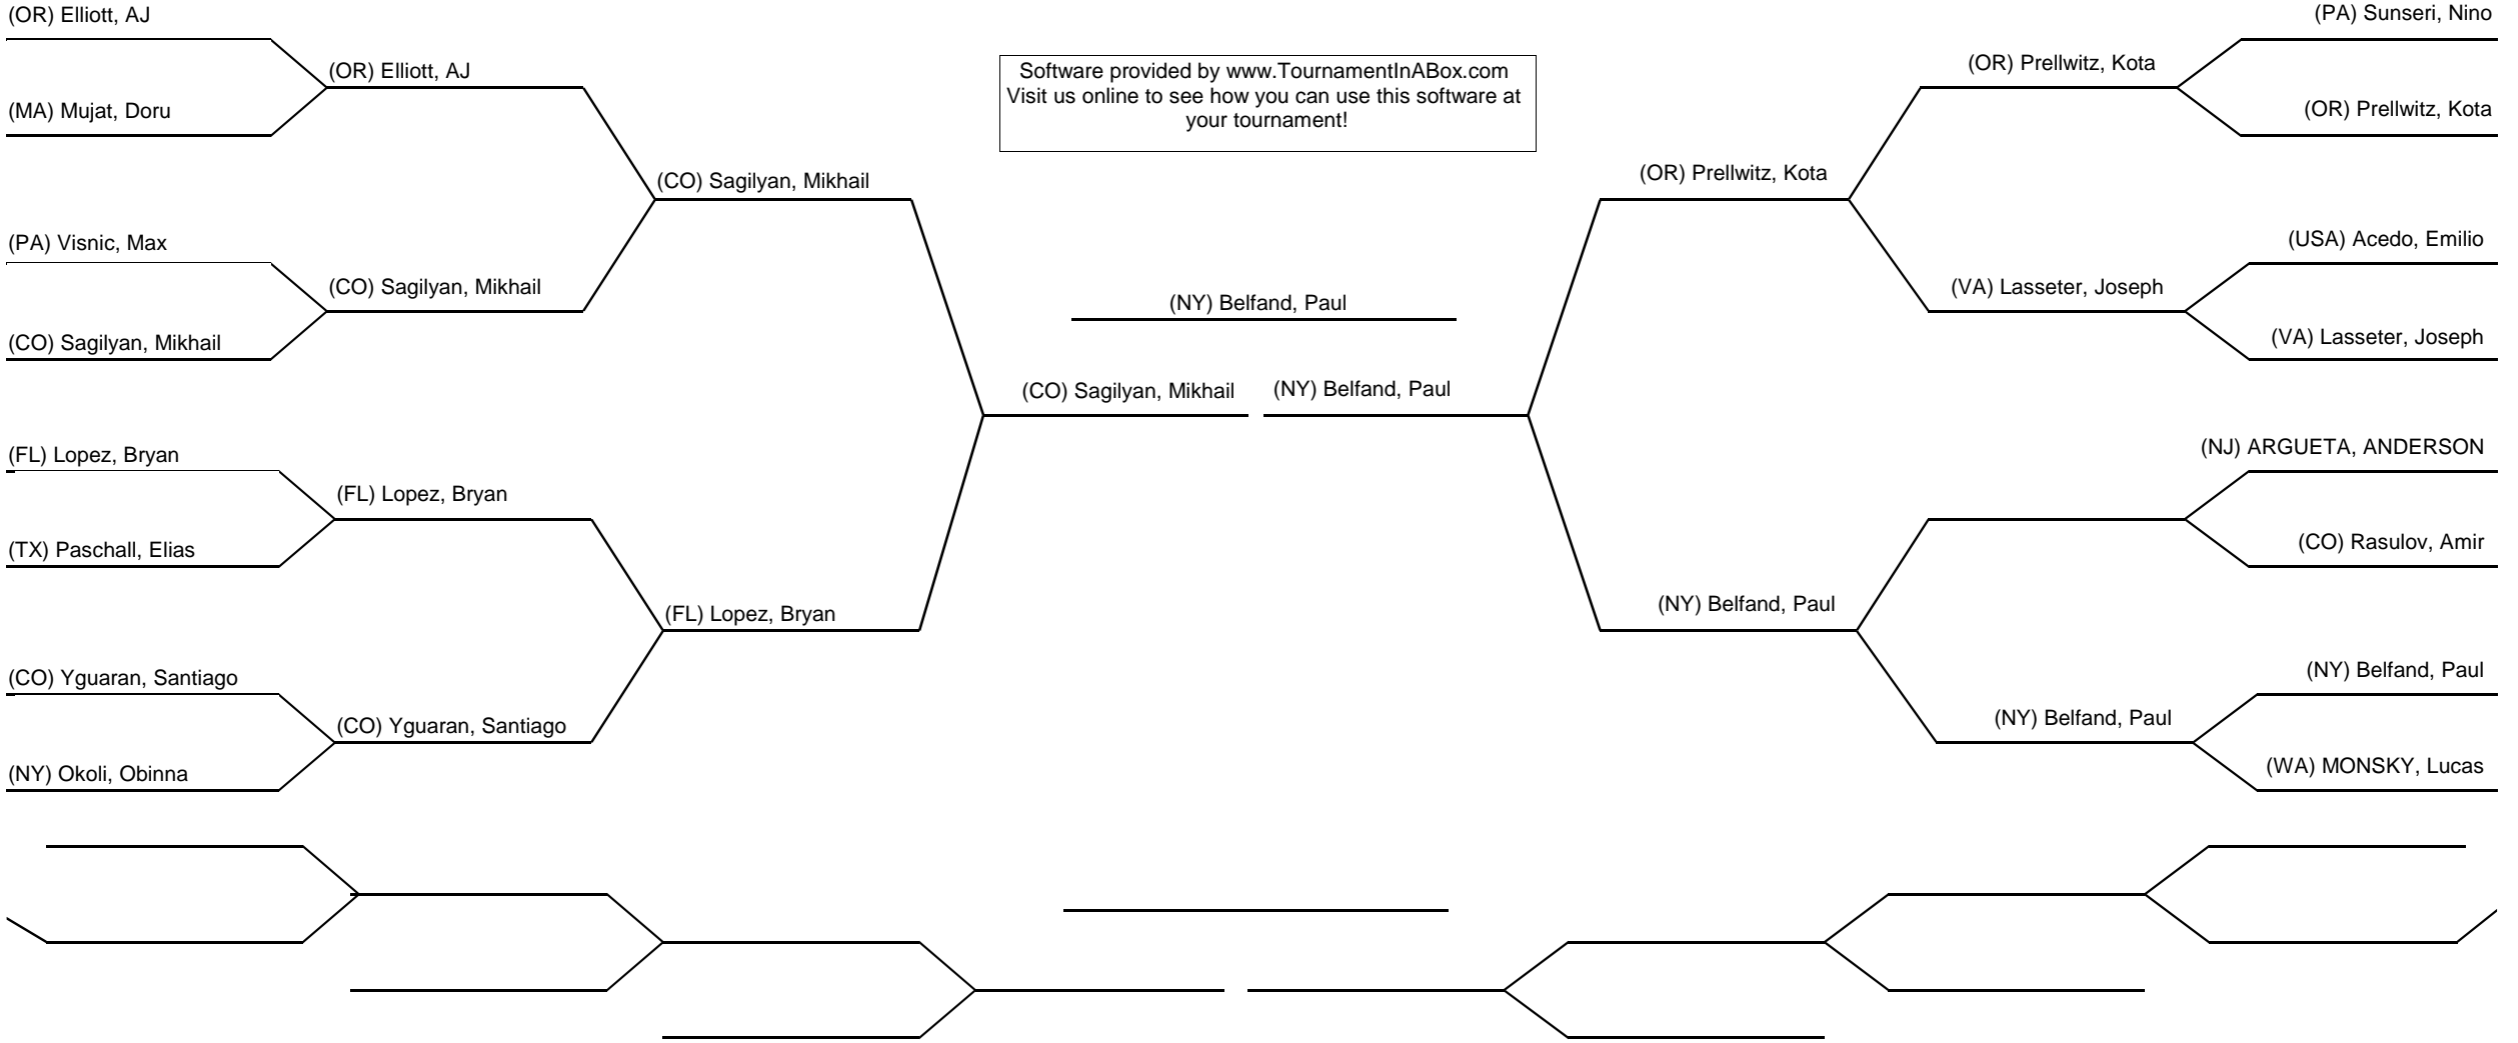 (OR) Elliott, AJ
(MA) Mujat, Doru
(PA) Visnic, Max
(CO) Sagilyan, Mikhail
(FL) Lopez, Bryan
(TX) Paschall, Elias
(CO) Yguaran, Santiago
(NY) Okoli, Obinna
(OR) Elliott, AJ
(CO) Sagilyan, Mikhail
(FL) Lopez, Bryan
(CO) Yguaran, Santiago
(CO) Sagilyan, Mikhail
(FL) Lopez, Bryan
Software provided by www.TournamentInABox.com
Visit us online to see how you can use this software at
your tournament!
(NY) Belfand, Paul
(CO) Sagilyan, Mikhail
(NY) Belfand, Paul
(OR) Prellwitz, Kota
(NY) Belfand, Paul
(OR) Prellwitz, Kota
(VA) Lasseter, Joseph
(NY) Belfand, Paul
(PA) Sunseri, Nino
(OR) Prellwitz, Kota
(USA) Acedo, Emilio
(VA) Lasseter, Joseph
(NJ) ARGUETA, ANDERSON
(CO) Rasulov, Amir
(NY) Belfand, Paul
(WA) MONSKY, Lucas